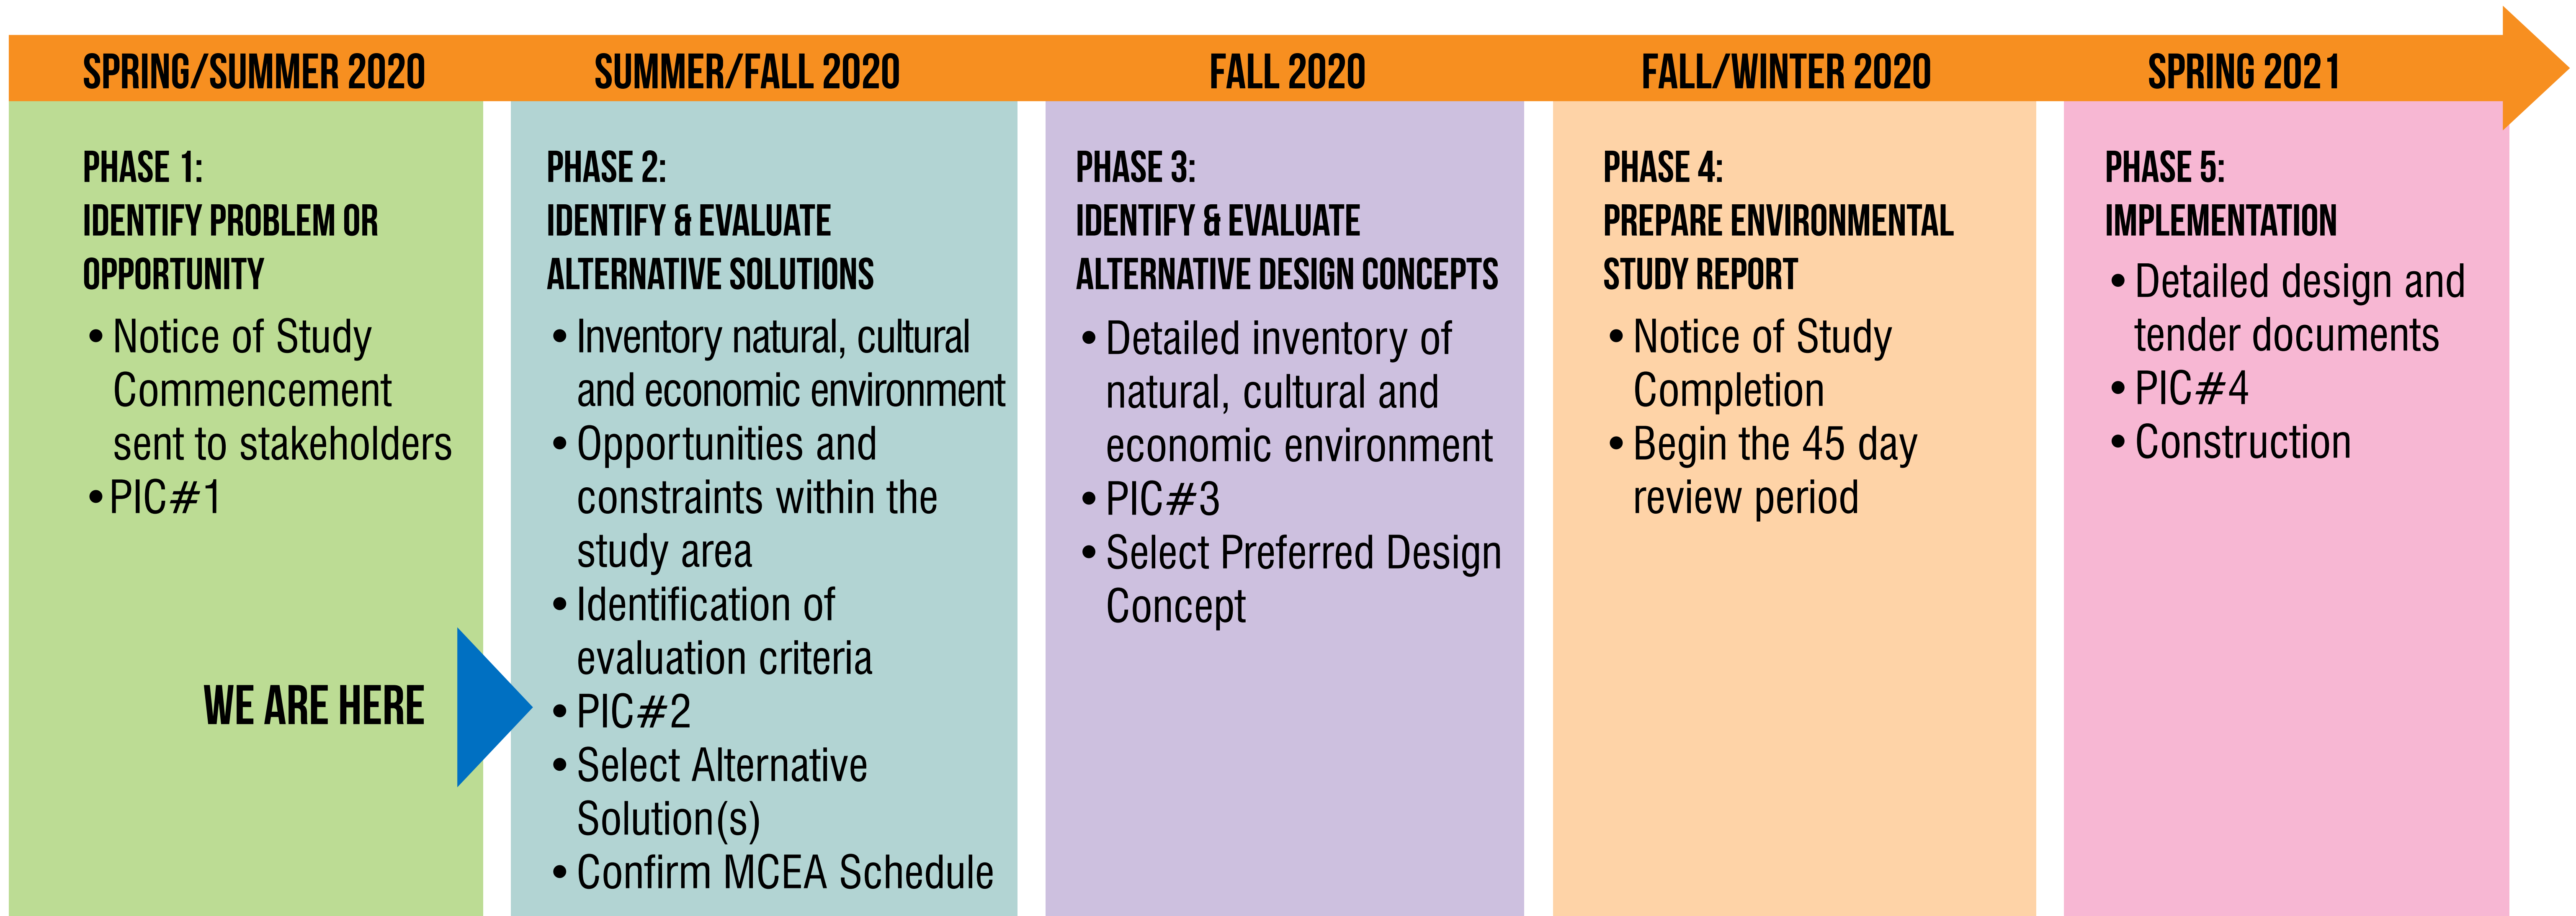 SPRING/SUMMER 2020
SUMMER/FALL 2020
FALL 2020
FALL/WINTER 2020
SPRING 2021
PHASE 1:
IDENTIFY PROBLEM OR
OPPORTUNITY
• Notice of Study
Commencement
sent to stakeholders
• PIC#1
WE ARE HERE
PHASE 2:
IDENTIFY & EVALUATE
ALTERNATIVE SOLUTIONS
• Inventory natural, cultural
and economic environment
• Opportunities and
constraints within the
study area
• Identification of
evaluation criteria
• PIC#2
• Select Alternative
Solution(s)
• Confirm MCEA Schedule
PHASE 3:
IDENTIFY & EVALUATE
ALTERNATIVE DESIGN CONCEPTS
• Detailed inventory of
natural, cultural and
economic environment
• PIC#3
• Select Preferred Design
Concept
PHASE 4:
PREPARE ENVIRONMENTAL
STUDY REPORT
• Notice of Study
Completion
• Begin the 45 day
review period
PHASE 5:
IMPLEMENTATION
• Detailed design and
tender documents
• PIC#4
• Construction